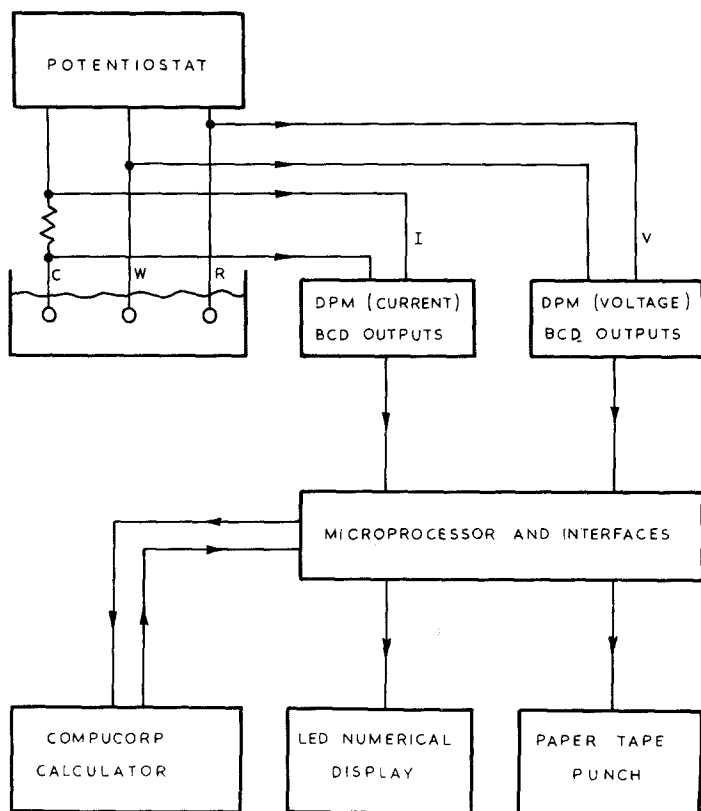 POTENTIOSTAT
I
V
C
W
R
DPM (CURRENT)
BCD OUTPUTS
DPM (VOLTAGE)
BCD OUTPUTS
MICROPROCESSOR AND INTERFACES
COMPUCORP
CALCULATOR
LED NUMERICAL
DISPLAY
PAPER TAPE
PUNCH